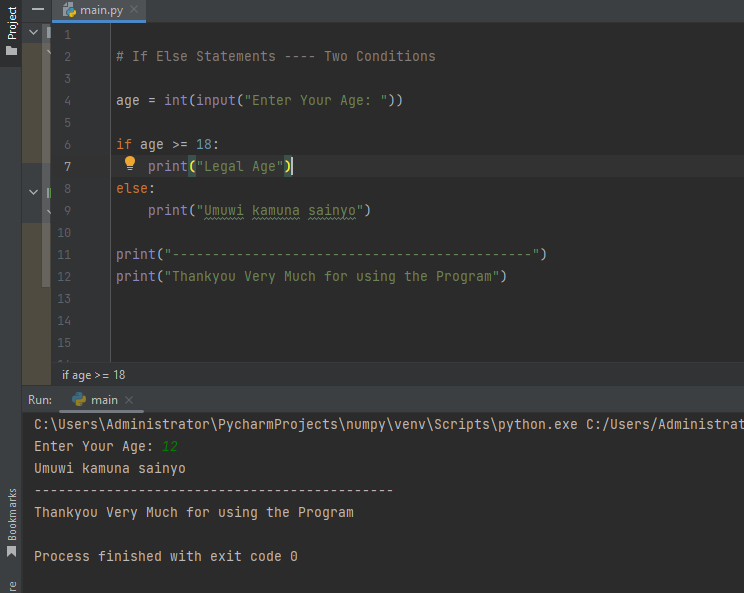 Project
main.py
1
2 # If Else Statements ---- Two Conditions
3
4 age = int(input("Enter Your Age: "))
5
6 if age >= 18:
7 print("Legal Age")
8 else:
9 print("Umuwi kamuna sainyo")
10
11 print("---------------------------------------------")
12 print("Thankyou Very Much for using the Program")
13
14
15
if age >= 18
Run: main
C:\Users\Administrator\PycharmProjects\numpy\venv\Scripts\python.exe C:/Users/Administrat
Enter Your Age: 12
Umuwi kamuna sainyo
---------------------------------------------
Thankyou Very Much for using the Program
Process finished with exit code 0
Bookmarks
re